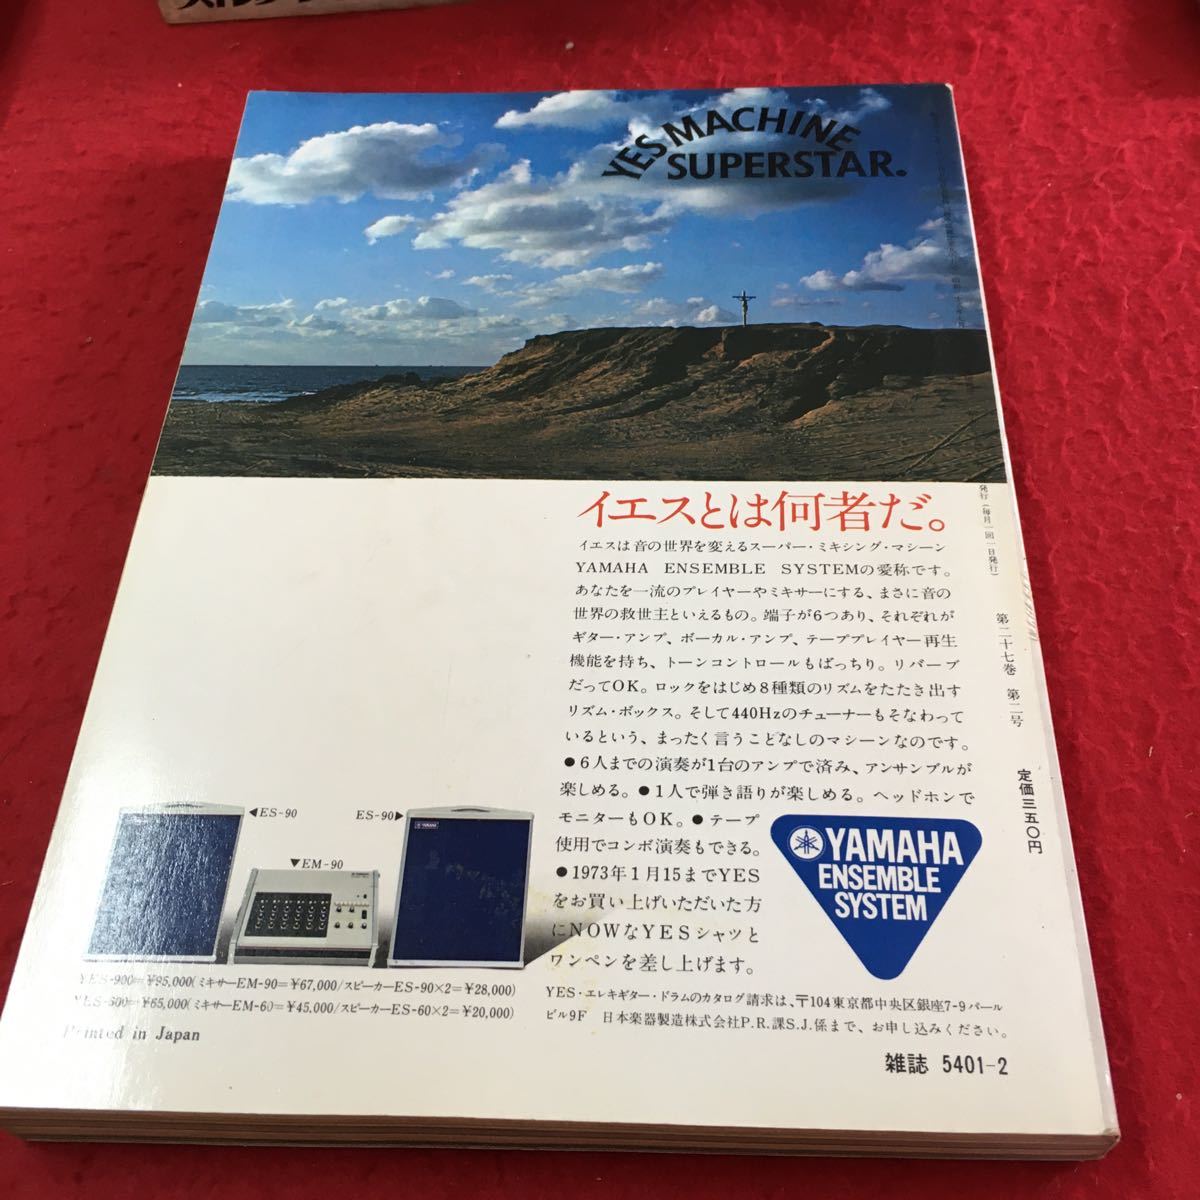 YES MACHINE
SUPERSTAR.
イエスとは何者だ。
イエスは音の世界を変えるスーパー・ミキシング・マシーン
YAMAHA ENSEMBLE SYSTEMの愛称です。
あなたを一流のプレイヤーやミキサーにする、まさに音の
世界の救世主といえるもの。端子が6つあり、それぞれが
ギター・アンプ、ボーカル・アンプ、テーププレイヤー再生
機能を持ち、トーンコントロールもばっちり。リバーブ
だってOK。ロックをはじめ8種類のリズムをたたき出す
リズム・ボックス。そして440Hzのチューナーもそなわって
いるという、まったく言うことなしのマシーンなのです。
●6人までの演奏が1台のアンプで済み、アンサンブルが
楽しめる。●1人で弾き語りが楽しめる。ヘッドホンで
モニターもOK。●テープ
使用でコンボ演奏もできる。
●1973年1月15までYES
をお買い上げいただいた方
にNOWなYESシャツと
ワンペンを差し上げます。
YAMAHA
ENSEMBLE
SYSTEM
◀ES-90
ES-90▶
▼EM-90
YES-900=¥95,000(ミキサーEM-90=¥67,000/スピーカーES-90×2=¥28,000)
YES-600=¥65,000(ミキサーEM-60=¥45,000/スピーカーES-60×2=¥20,000)
YES・エレキギター・ドラムのカタログ請求は、〒104東京都中央区銀座7-9パール
ビル9F 日本楽器製造株式会社P.R.課S.J.係まで、お申し込みください。
Printed in Japan
雑誌 5401-2
発行(毎月一回一日発行)
第二十七巻 第二号
定価三五〇円